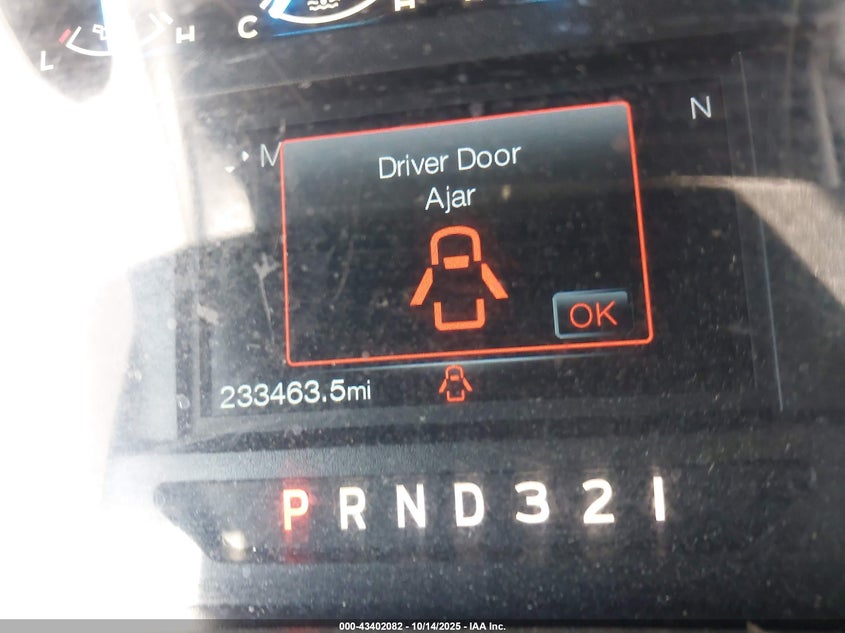 L H C H
N
M
Driver Door
Ajar
OK
233463.5mi
P R N D 3 2 1
000-43402082 - 10/14/2025 - IAA Inc.